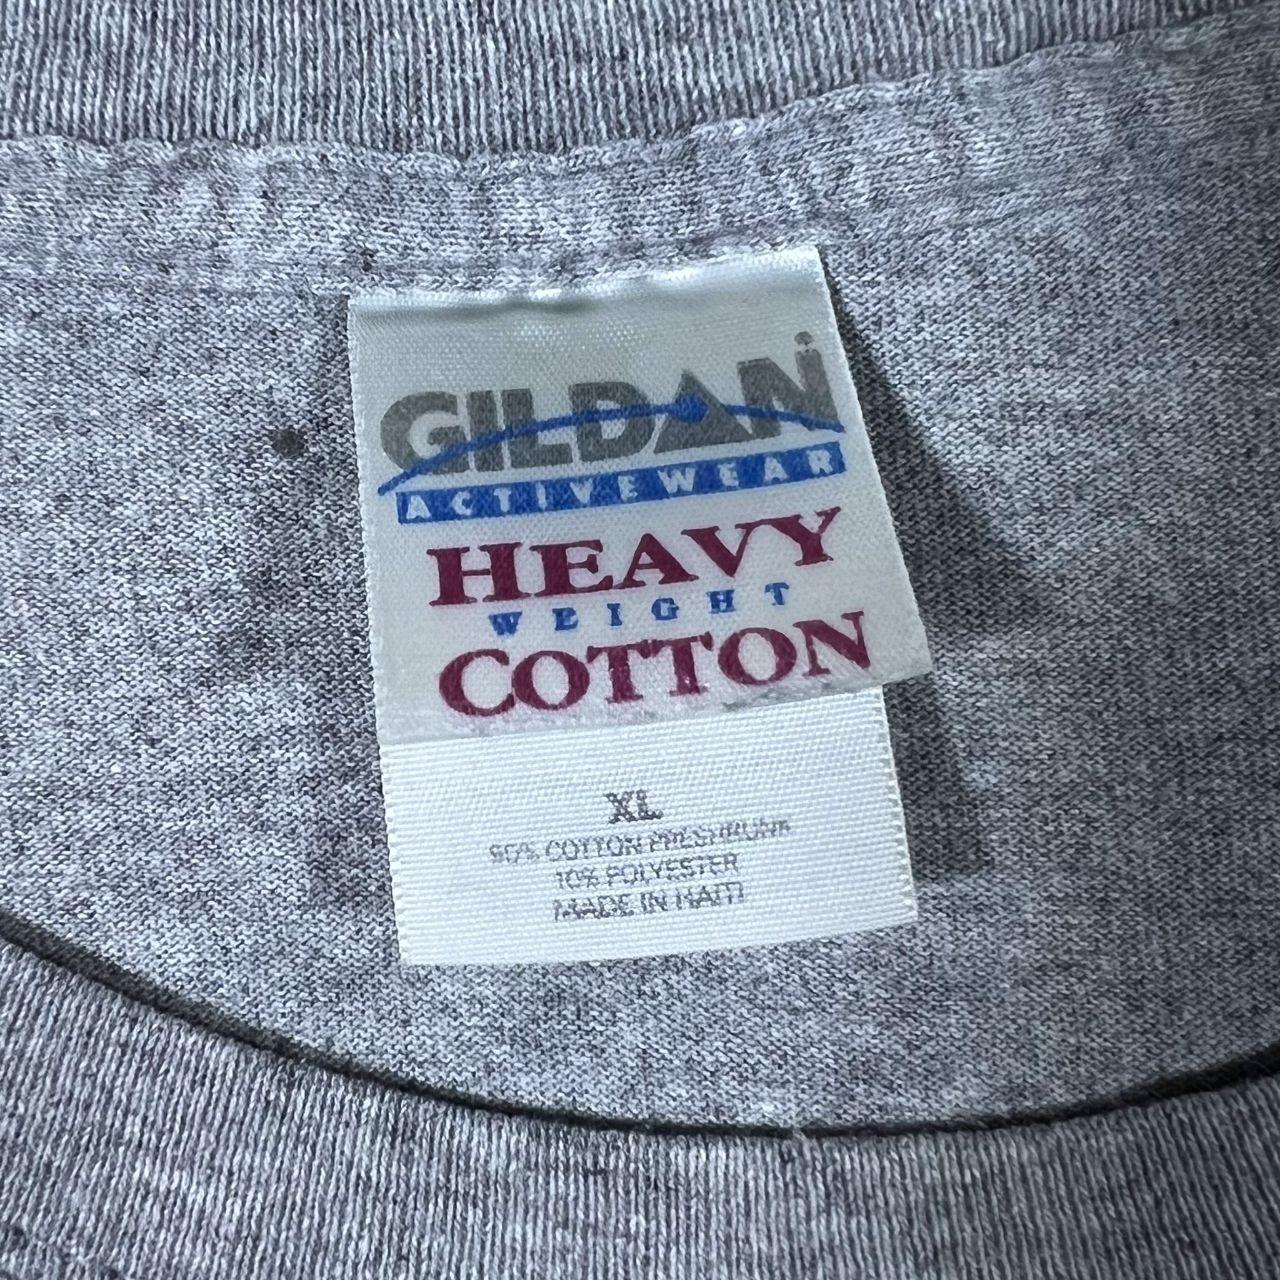 GILDAN
ACTIVEWEAR
HEAVY
WEIGHT
COTTON
XL
90% COTTON PRESHRUNK
10% POLYESTER
MADE IN HAITI